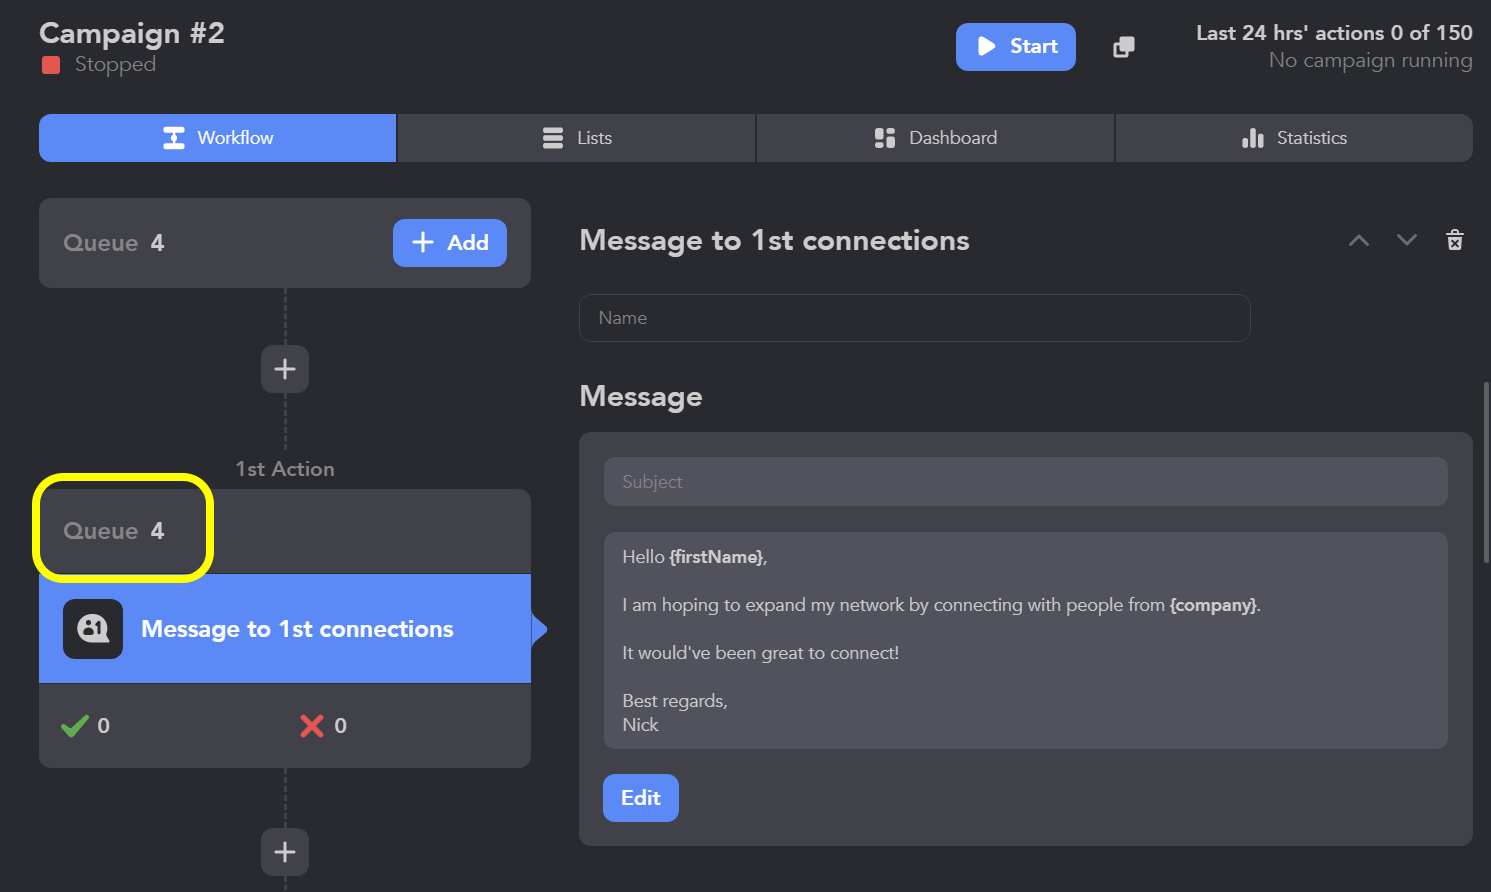 Campaign #2
Stopped
Start
Last 24 hrs' actions 0 of 150
No campaign running
Workflow
Lists
Dashboard
Statistics
Queue 4
Add
1st Action
Queue 4
1
Message to 1st connections
0
0
Message to 1st connections
Name
Message
Subject
Hello {firstName},
I am hoping to expand my network by connecting with people from {company}.
It would've been great to connect!
Best regards,
Nick
Edit